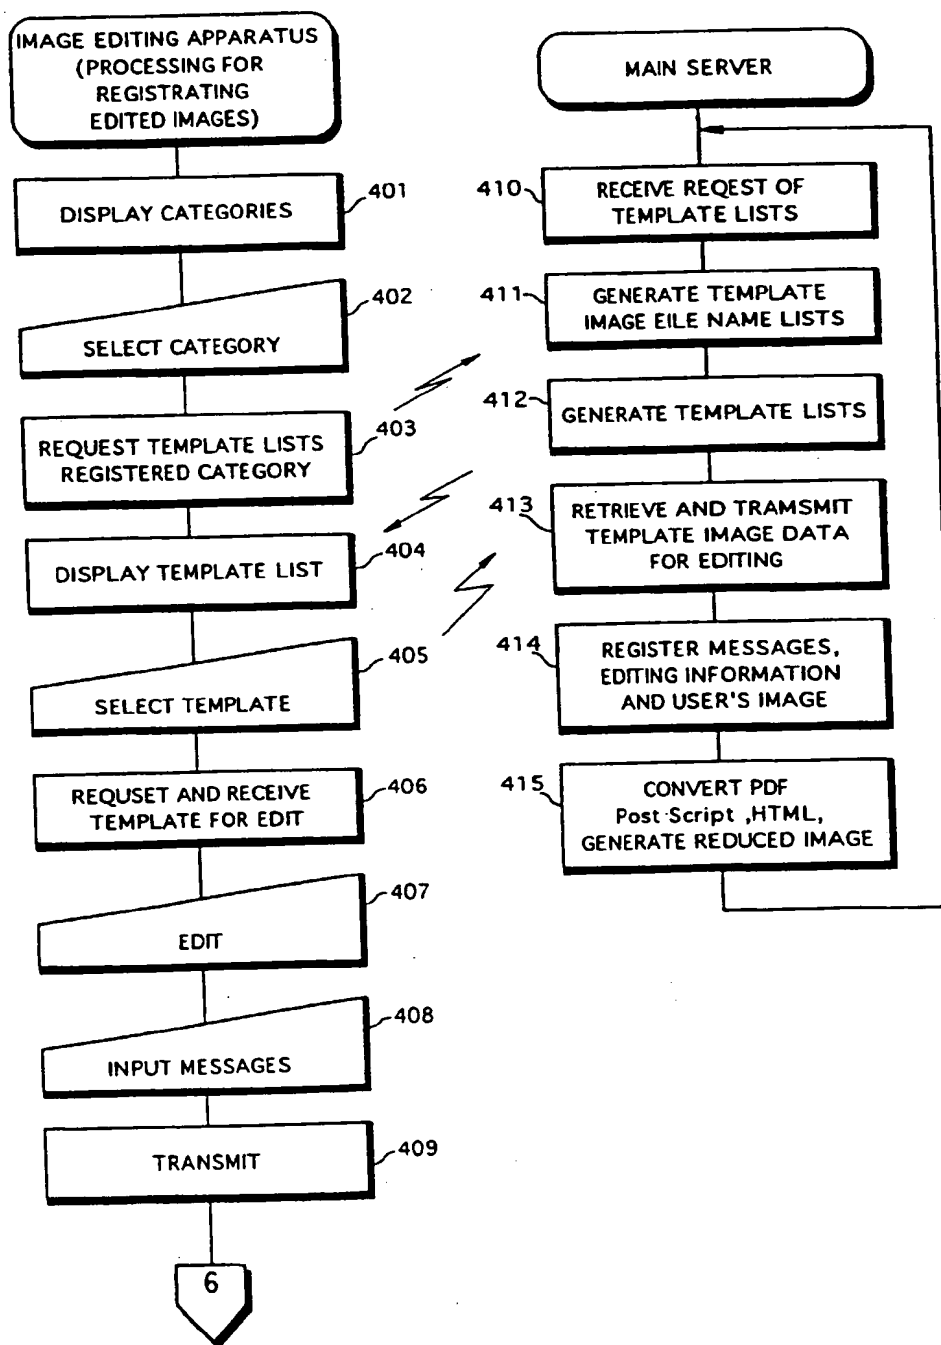 IMAGE EDITING APPARATUS
(PROCESSING FOR
REGISTRATING
EDITED IMAGES)
DISPLAY CATEGORIES
401
SELECT CATEGORY
402
REQUEST TEMPLATE LISTS
REGISTERED CATEGORY
403
DISPLAY TEMPLATE LIST
404
SELECT TEMPLATE
405
REQUSET AND RECEIVE
TEMPLATE FOR EDIT
406
EDIT
407
INPUT MESSAGES
408
TRANSMIT
409
6
MAIN SERVER
410
RECEIVE REQEST OF
TEMPLATE LISTS
411
GENERATE TEMPLATE
IMAGE EILE NAME LISTS
412
GENERATE TEMPLATE LISTS
413
RETRIEVE AND TRAMSMIT
TEMPLATE IMAGE DATA
FOR EDITING
414
REGISTER MESSAGES,
EDITING INFORMATION
AND USER'S IMAGE
415
CONVERT PDF
Post Script ,HTML,
GENERATE REDUCED IMAGE